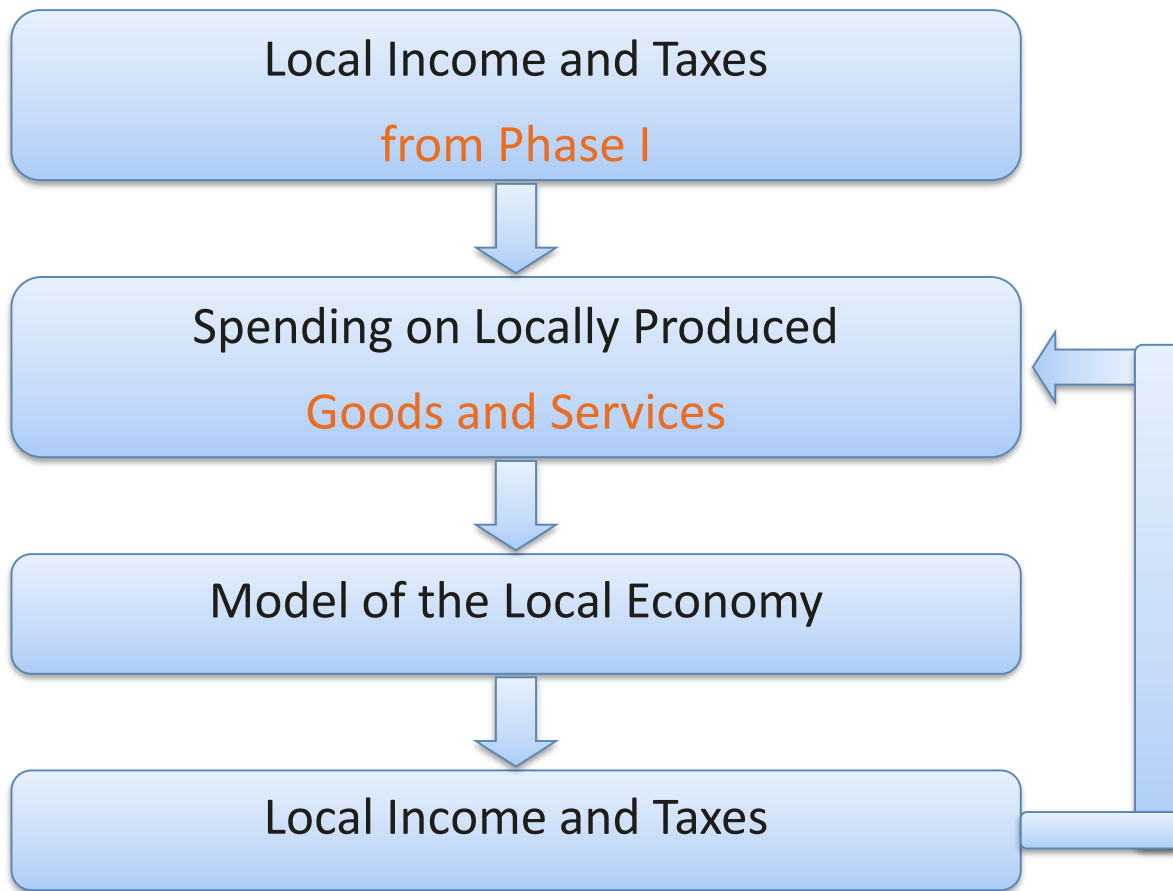 Local Income and Taxes
from Phase I
Spending on Locally Produced
Goods and Services
Model of the Local Economy
Local Income and Taxes